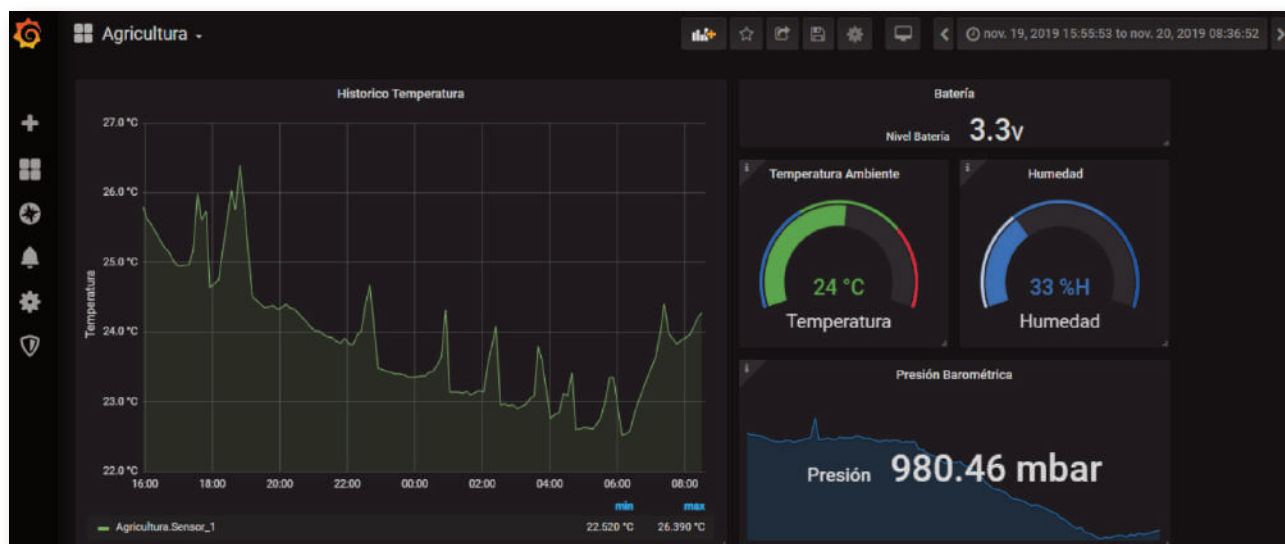 Agricultura
nov. 19, 2019 15:55:53 to nov. 20, 2019 08:36:52
Historico Temperatura
27.0 °C
26.0 °C
25.0 °C
24.0 °C
23.0 °C
22.0 °C
Temperatura
16:00 18:00 20:00 22:00 00:00 02:00 04:00 06:00 08:00
min max
Agricultura.Sensor_1 22.520 °C 26.390 °C
Batería
Nivel Batería 3.3v
i
Temperatura Ambiente
24 °C
Temperatura
i
Humedad
33 %H
Humedad
i
Presión Barométrica
Presión 980.46 mbar